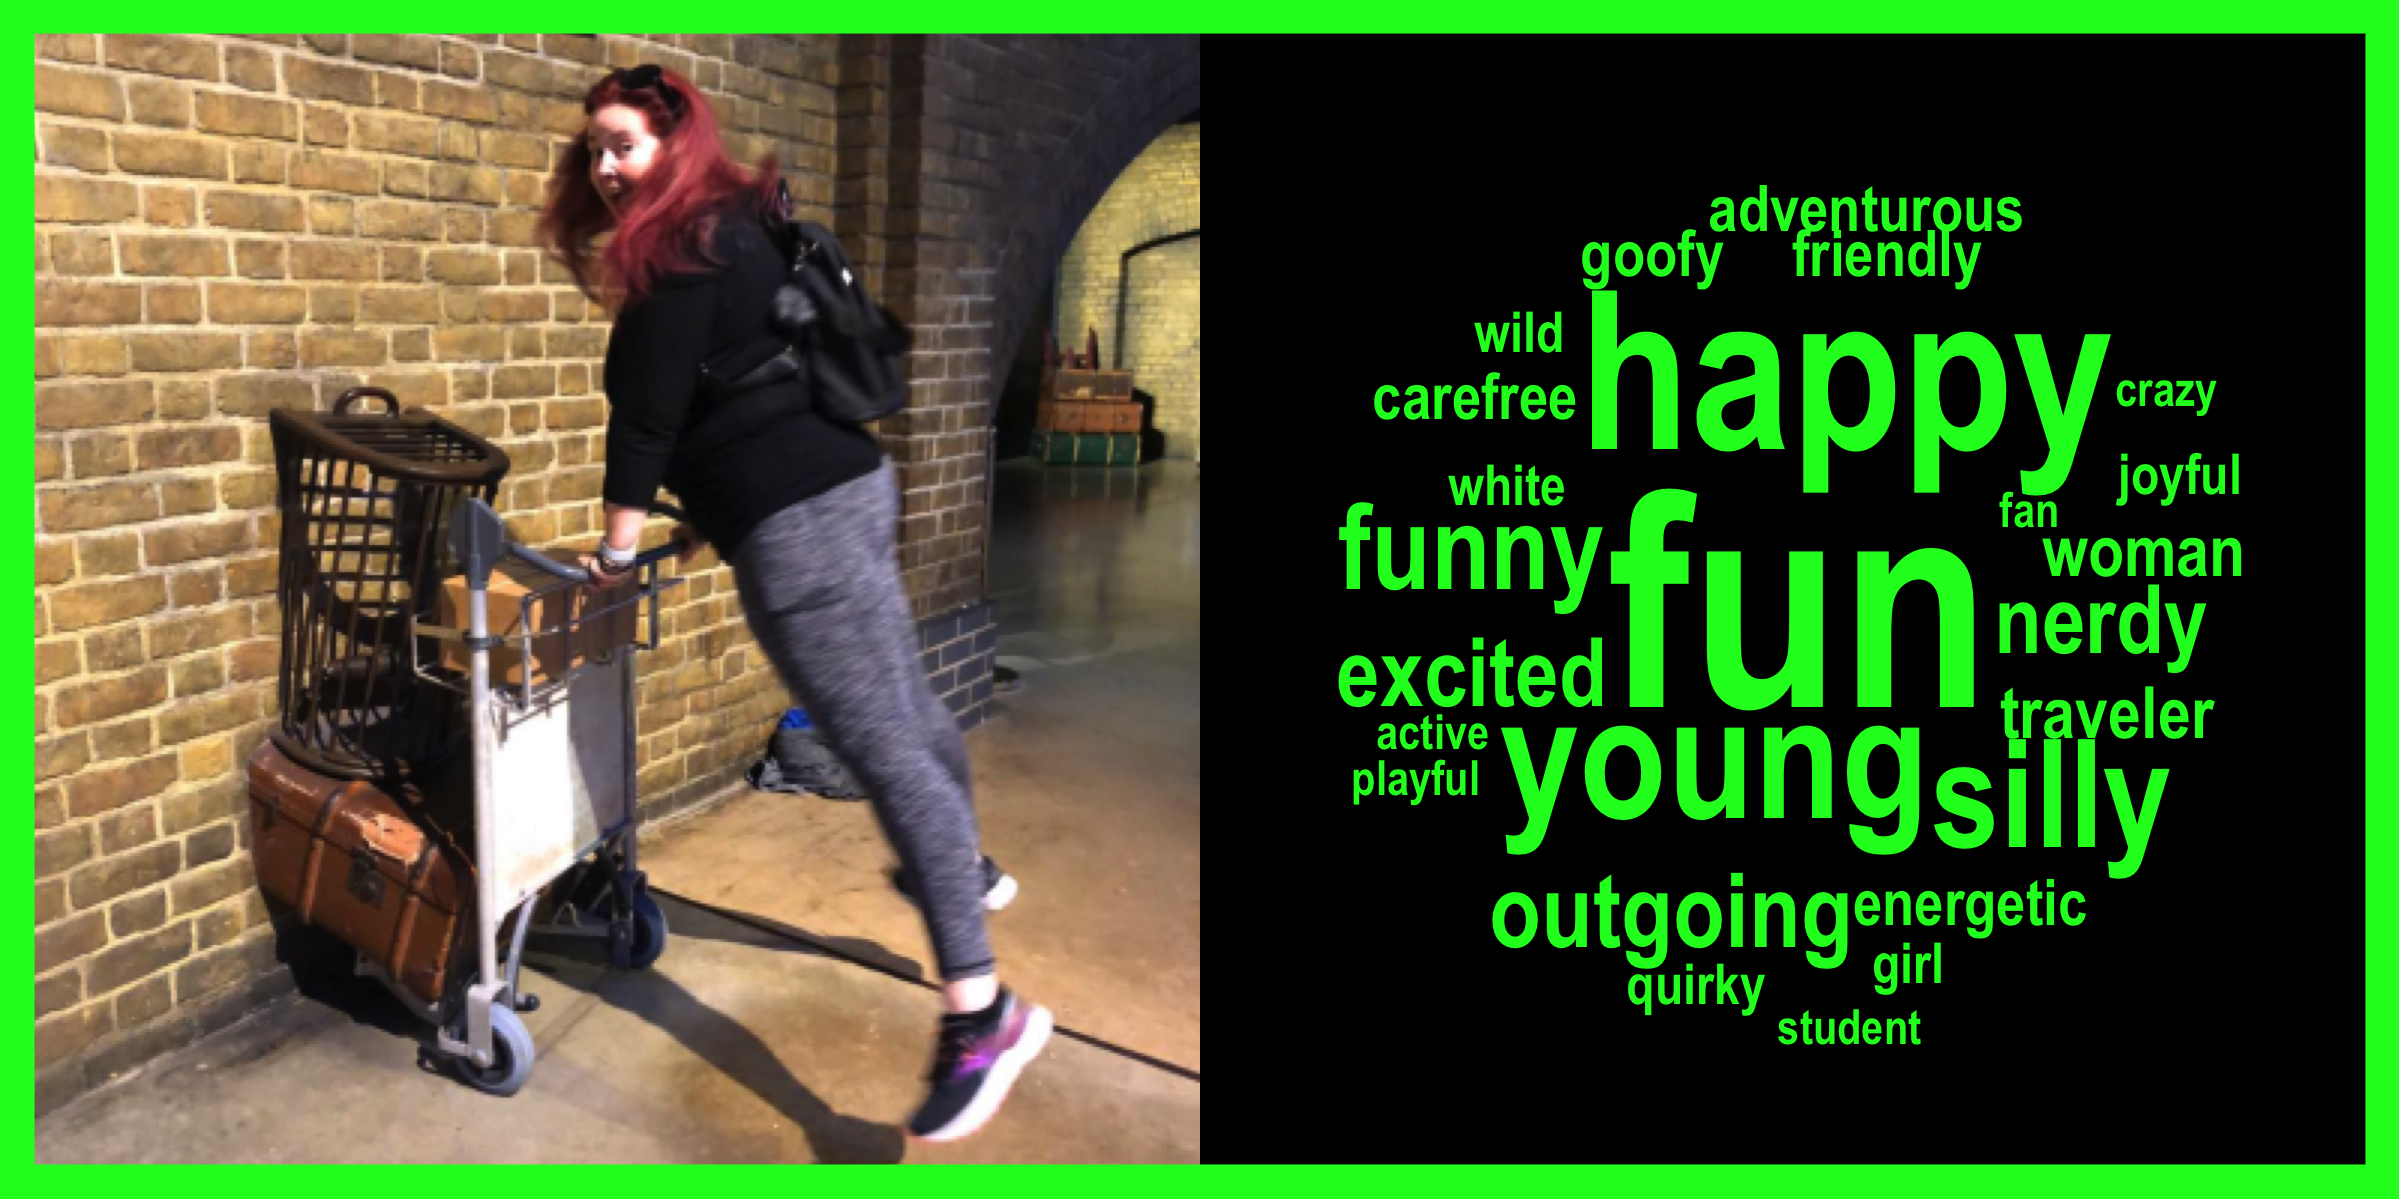 adventurous
goofy friendly
wild happy
carefree crazy
white joyful
funny fun fan
woman
nerdy
excited traveler
active young silly
playful
outgoing energetic
girl
quirky
student